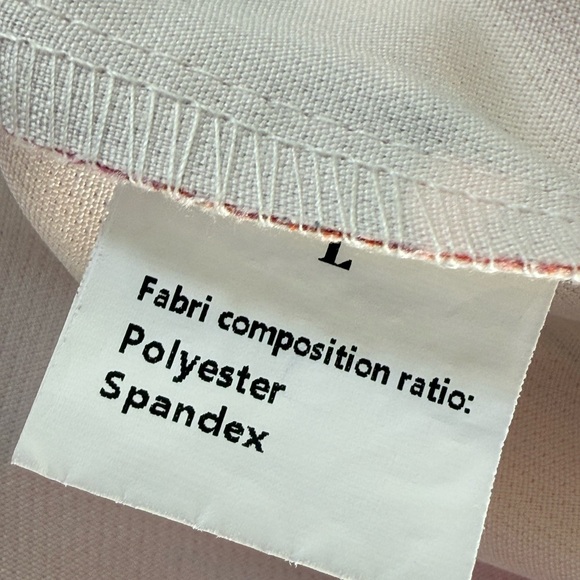 L
Fabri composition ratio:
Polyester
Spandex